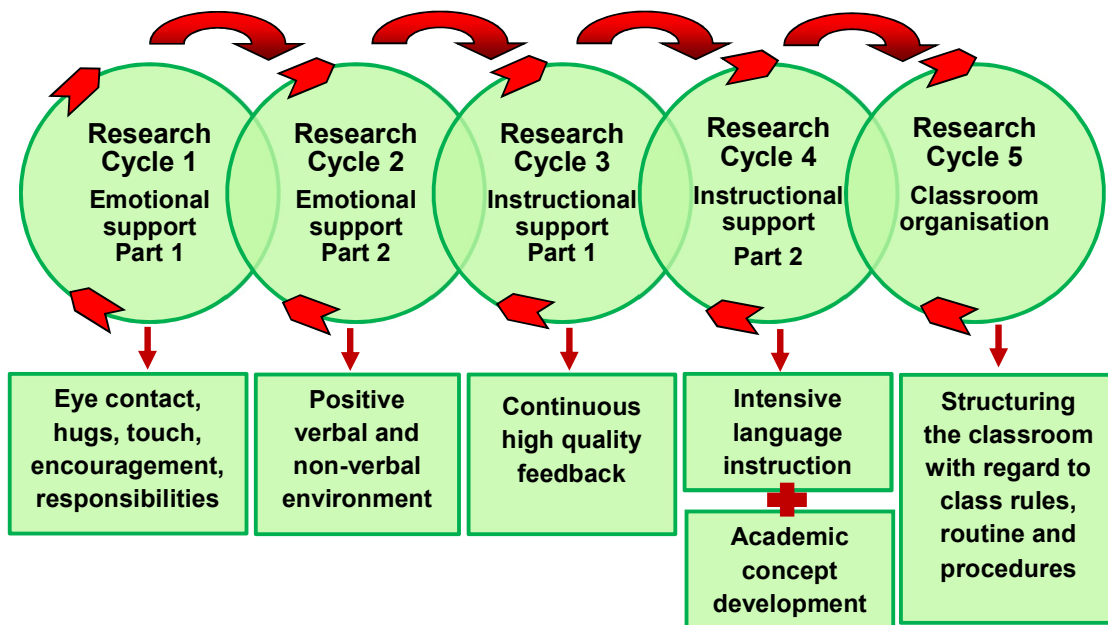 Research
Cycle 1
Emotional
support
Part 1
Research
Cycle 2
Emotional
support
Part 2
Research
Cycle 3
Instructional
support
Part 1
Research
Cycle 4
Instructional
support
Part 2
Research
Cycle 5
Classroom
organisation
Eye contact,
hugs, touch,
encouragement,
responsibilities
Positive
verbal and
non-verbal
environment
Continuous
high quality
feedback
Intensive
language
instruction
Academic
concept
development
Structuring
the classroom
with regard to
class rules,
routine and
procedures